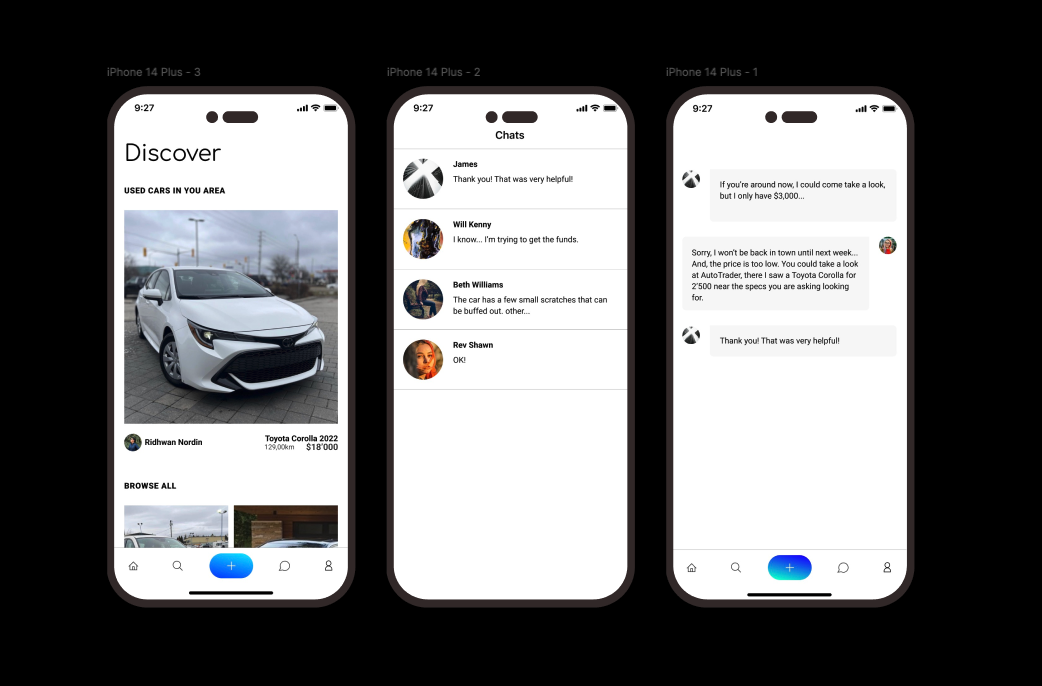 iPhone 14 Plus - 3
9:27
Discover
USED CARS IN YOU AREA
Ridhwan Nordin
Toyota Corolla 2022
129,00km
$18'000
BROWSE ALL
iPhone 14 Plus - 2
9:27
Chats
James
Thank you! That was very helpful!
Will Kenny
I know... I'm trying to get the funds.
Beth Williams
The car has a few small scratches that can
be buffed out. other...
Rev Shawn
OK!
iPhone 14 Plus - 1
9:27
If you're around now, I could come take a look,
but I only have $3,000...
Sorry, I won't be back in town until next week...
And, the price is too low. You could take a look
at AutoTrader, there I saw a Toyota Corolla for
2'500 near the specs you are asking looking
for.
Thank you! That was very helpful!